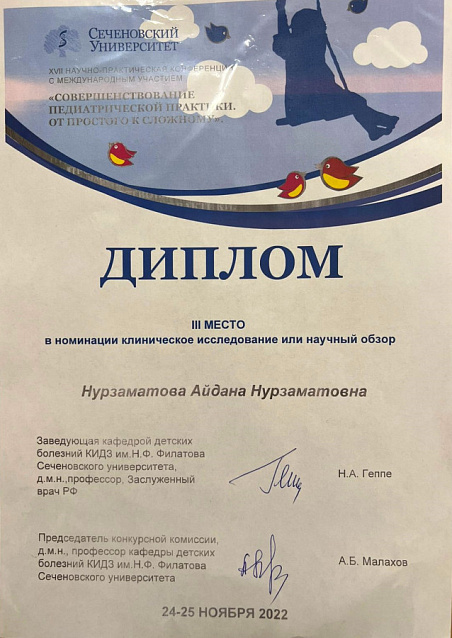 Сеченовский
Университет
XVII НАУЧНО-ПРАКТИЧЕСКАЯ КОНФЕРЕНЦИЯ
С МЕЖДУНАРОДНЫМ УЧАСТИЕМ
«СОВЕРШЕНСТВОВАНИЕ
ПЕДИАТРИЧЕСКОЙ ПРАКТИКИ.
ОТ ПРОСТОГО К СЛОЖНОМУ».
ДИПЛОМ
III МЕСТО
в номинации клиническое исследование или научный обзор
Нурзаматова Айдана Нурзаматовна
Заведующая кафедрой детских
болезней КИДЗ им.Н.Ф. Филатова
Сеченовского университета,
д.м.н.,профессор, Заслуженный
врач РФ
Н.А. Геппе
Председатель конкурсной комиссии,
д.м.н., профессор кафедры детских
болезней КИДЗ им.Н.Ф. Филатова
Сеченовского университета
А.Б. Малахов
24-25 НОЯБРЯ 2022